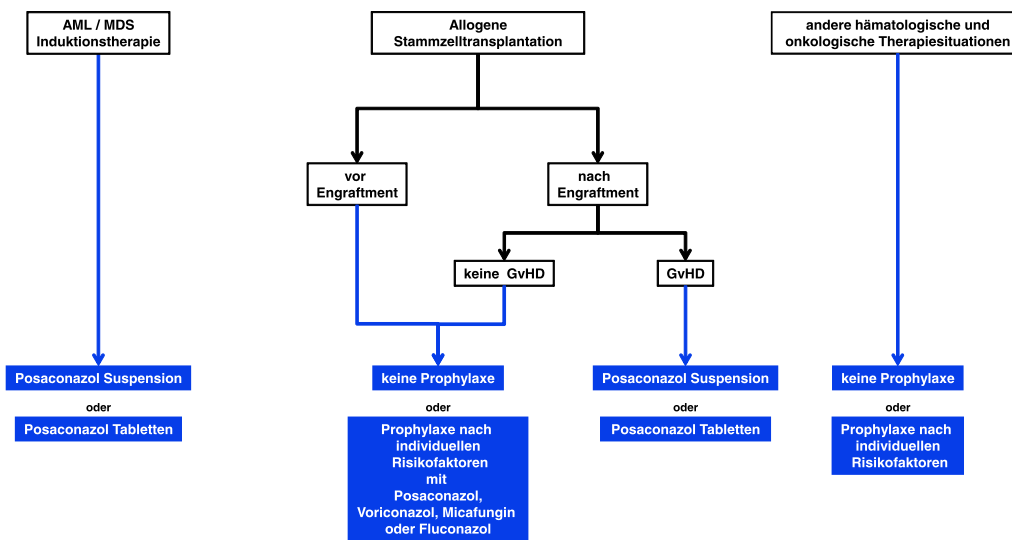 AML / MDS
Induktionstherapie
Allogene
Stammzelltransplantation
andere hämatologische und
onkologische Therapiesituationen
vor
Engraftment
nach
Engraftment
keine GvHD
GvHD
Posaconazol Suspension
oder
Posaconazol Tabletten
keine Prophylaxe
oder
Prophylaxe nach
individuellen
Risikofaktoren
mit
Posaconazol,
Voriconazol, Micafungin
oder Fluconazol
Posaconazol Suspension
oder
Posaconazol Tabletten
keine Prophylaxe
oder
Prophylaxe nach
individuellen
Risikofaktoren